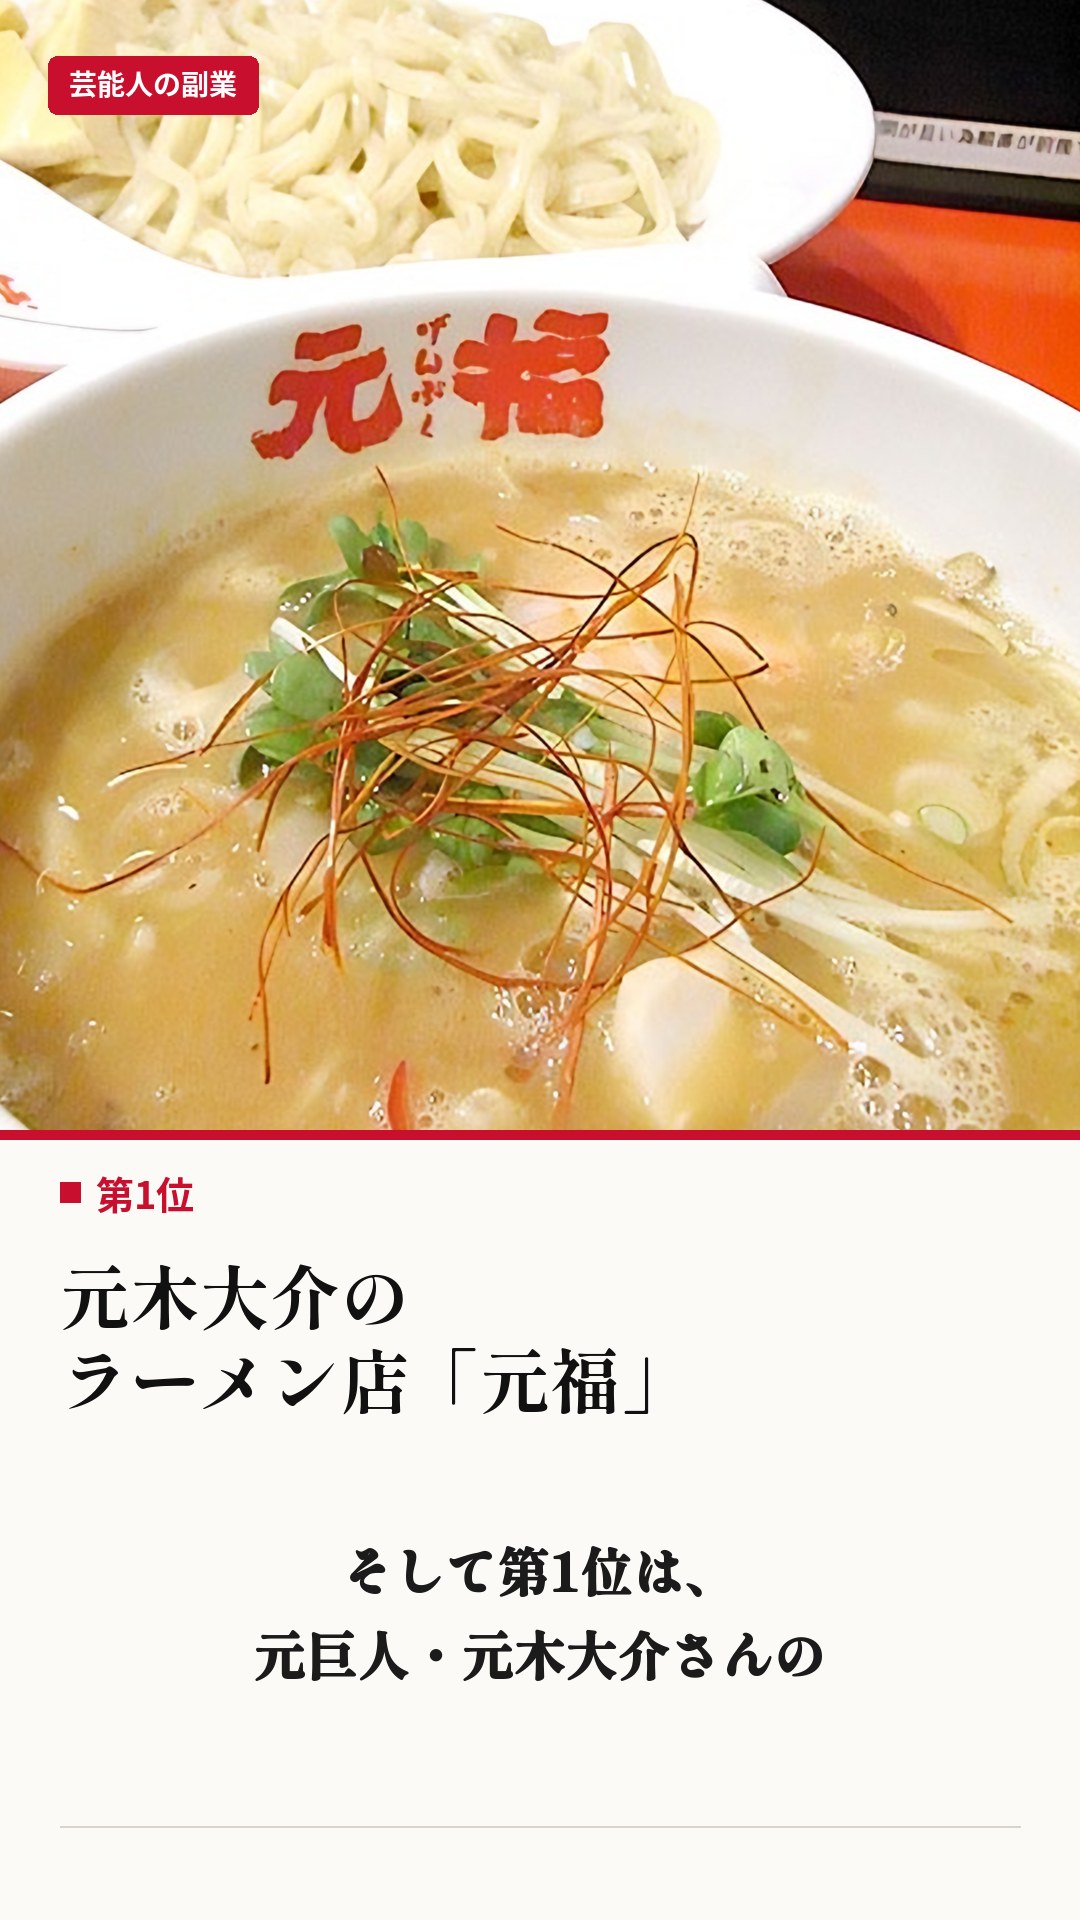 芸能人の副業
元福
げんぷく
第1位
元木大介の
ラーメン店「元福」
そして第1位は、
元巨人・元木大介さんの